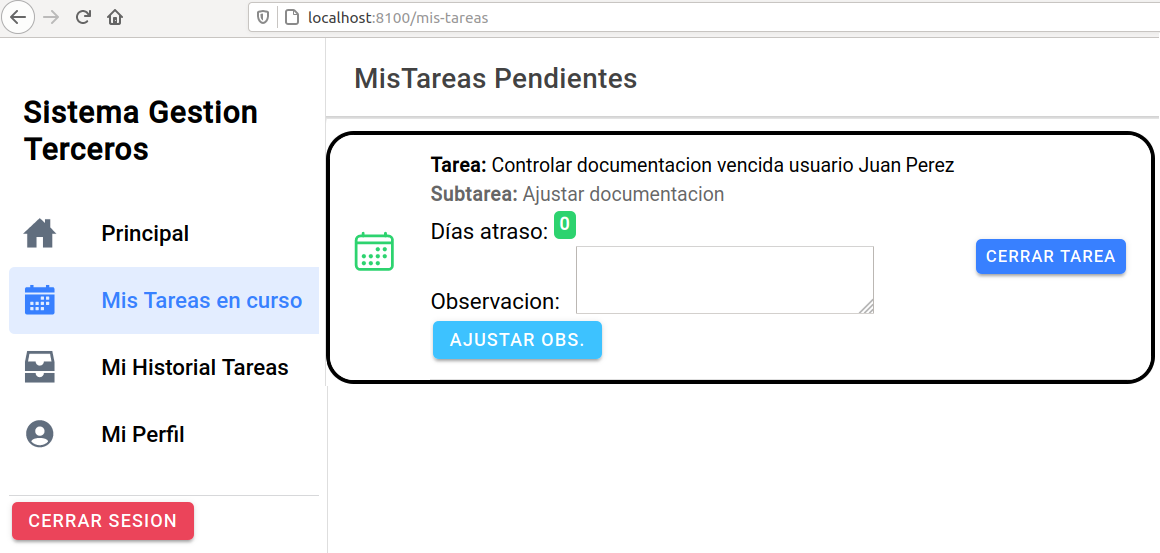 localhost:8100/mis-tareas
Sistema Gestion
Terceros
Principal
Mis Tareas en curso
Mi Historial Tareas
Mi Perfil
CERRAR SESION
MisTareas Pendientes
Tarea: Controlar documentacion vencida usuario Juan Perez
Subtarea: Ajustar documentacion
Días atraso: 0
Observacion:
AJUSTAR OBS.
CERRAR TAREA